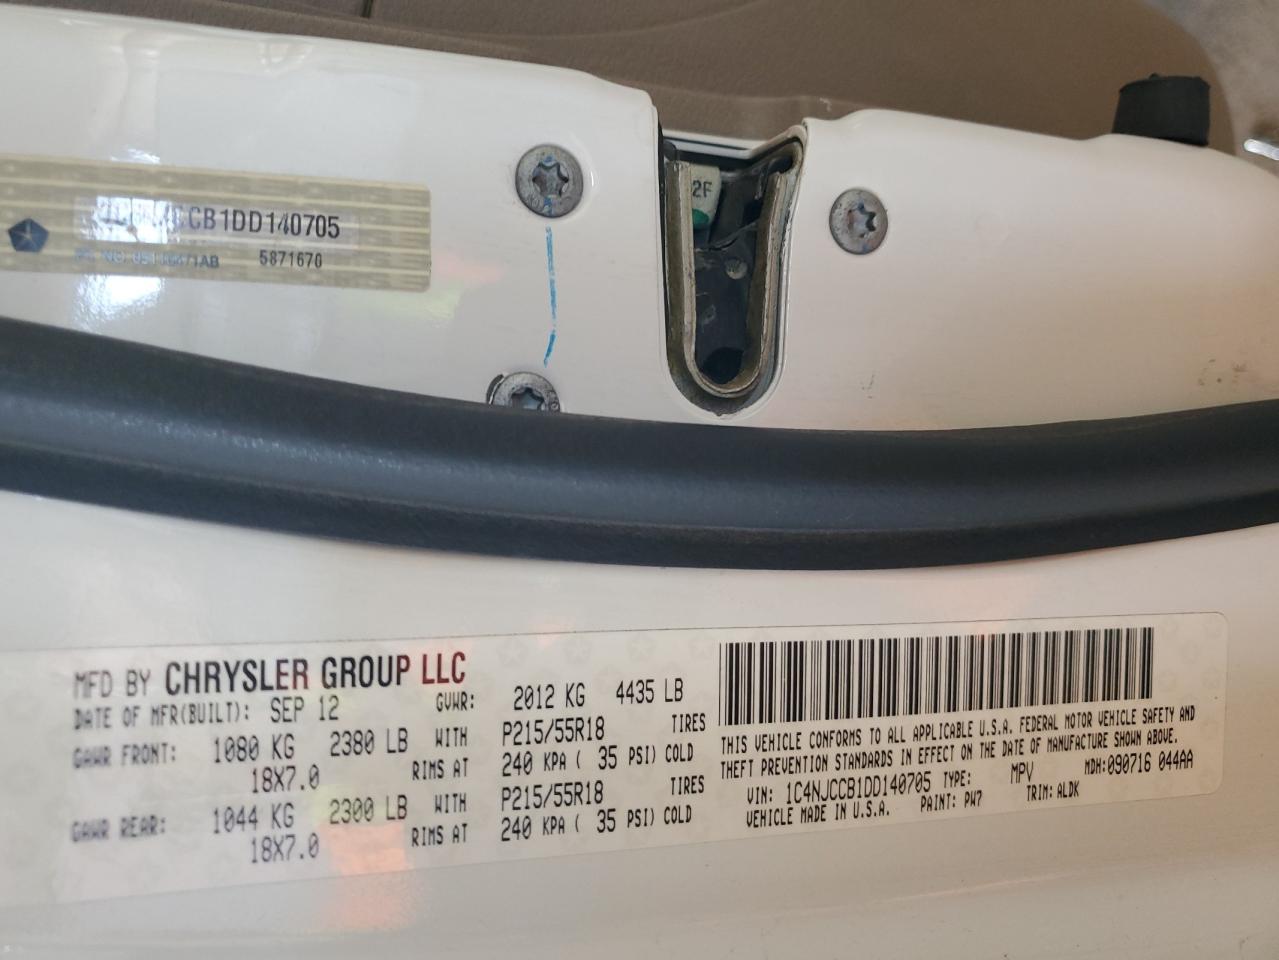 CCB1DD140705
5871670
2F
MFD BY CHRYSLER GROUP LLC
DATE OF MFR(BUILT): SEP 12 GVWR: 2012 KG 4435 LB
GAWR FRONT: 1080 KG 2380 LB WITH P215/55R18 TIRES
18X7.0 RIMS AT 240 KPA ( 35 PSI) COLD
GAWR REAR: 1044 KG 2300 LB WITH P215/55R18 TIRES
18X7.0 RIMS AT 240 KPA ( 35 PSI) COLD
THIS VEHICLE CONFORMS TO ALL APPLICABLE U.S.A. FEDERAL MOTOR VEHICLE SAFETY AND
THEFT PREVENTION STANDARDS IN EFFECT ON THE DATE OF MANUFACTURE SHOWN ABOVE.
VIN: 1C4NJCCB1DD140705 TYPE: MPV MDH:090716 044AA
VEHICLE MADE IN U.S.A. PAINT: PW7 TRIM: ALDK